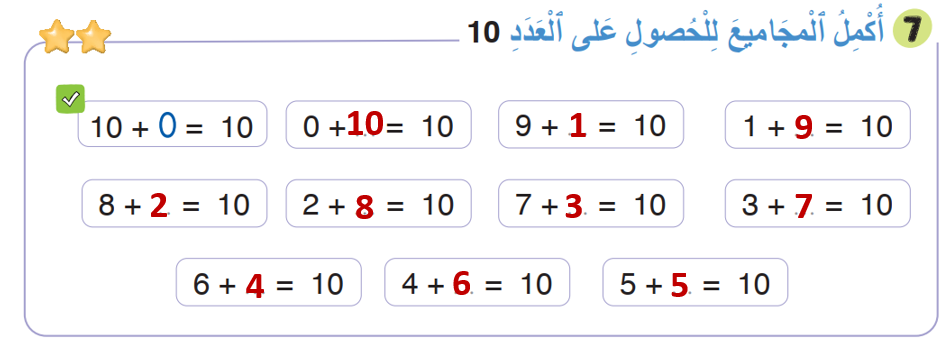 7 أُكْمِلُ ٱلْمجَاميعَ لِلْحُصولِ عَلى ٱلْعَدَدِ 10
10 + 0 = 10 0 + 10 = 10 9 + 1 = 10 1 + 9 = 10
8 + 2 = 10 2 + 8 = 10 7 + 3 = 10 3 + 7 = 10
6 + 4 = 10 4 + 6 = 10 5 + 5 = 10